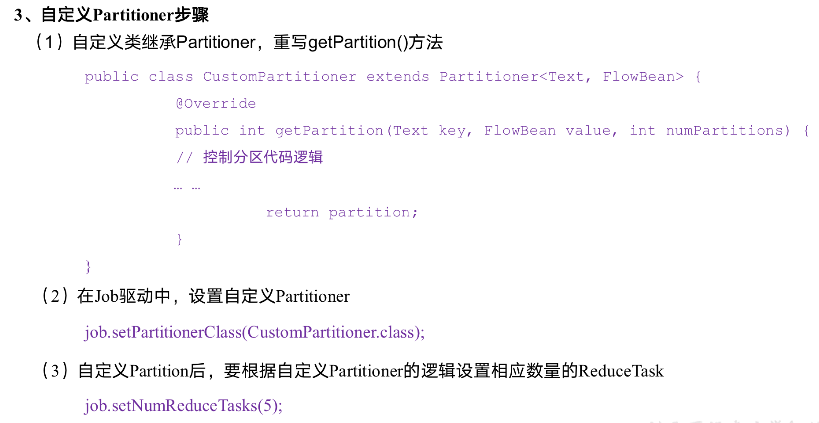 3、自定义Partitioner步骤
（1）自定义类继承Partitioner，重写getPartition()方法
public class CustomPartitioner extends Partitioner<Text, FlowBean> {
@Override
public int getPartition(Text key, FlowBean value, int numPartitions) {
// 控制分区代码逻辑
… …
return partition;
}
}
（2）在Job驱动中，设置自定义Partitioner
job.setPartitionerClass(CustomPartitioner.class);
（3）自定义Partition后，要根据自定义Partitioner的逻辑设置相应数量的ReduceTask
job.setNumReduceTasks(5);